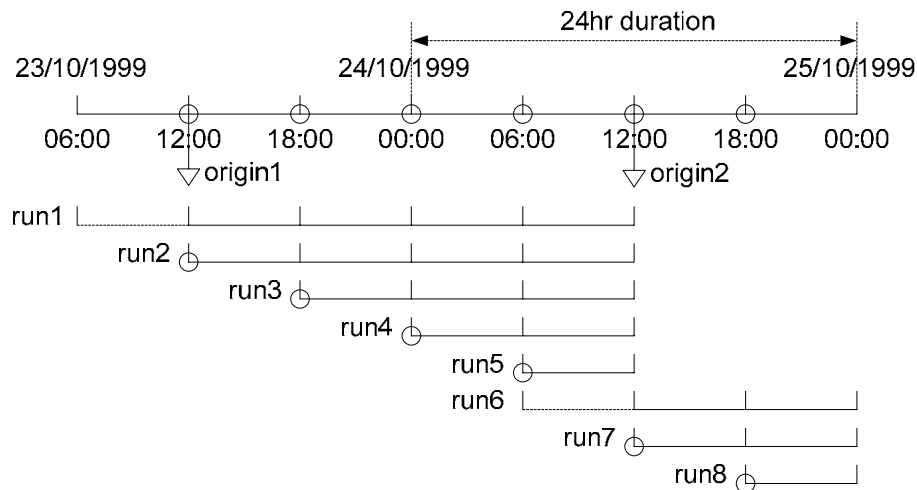 24hr duration
23/10/1999 24/10/1999 25/10/1999
06:00 12:00 18:00 00:00 06:00 12:00 18:00 00:00
origin1 origin2
run1
run2
run3
run4
run5
run6
run7
run8